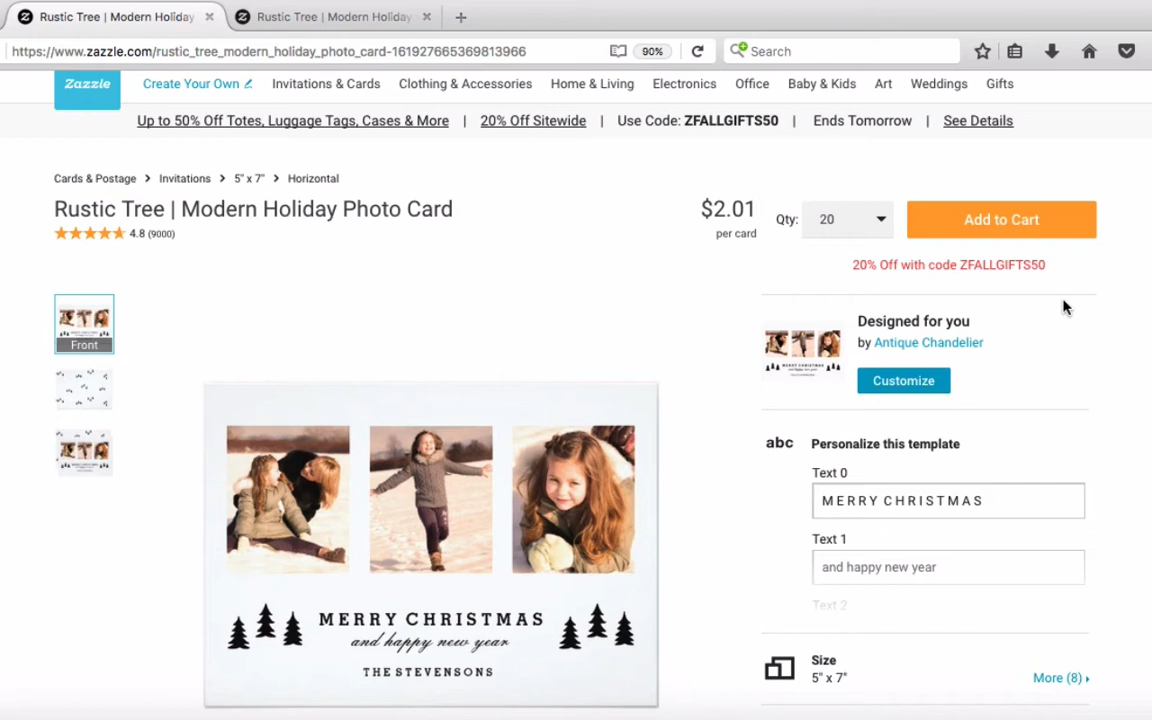 Rustic Tree | Modern Holiday
Rustic Tree | Modern Holiday
https://www.zazzle.com/rustic_tree_modern_holiday_photo_card-161927665369813966
90%
Search
Zazzle
Create Your Own
Invitations & Cards
Clothing & Accessories
Home & Living
Electronics
Office
Baby & Kids
Art
Weddings
Gifts
Up to 50% Off Totes, Luggage Tags, Cases & More | 20% Off Sitewide | Use Code: ZFALLGIFTS50 | Ends Tomorrow | See Details
Cards & Postage > Invitations > 5" x 7" > Horizontal
Rustic Tree | Modern Holiday Photo Card
4.8 (9000)
$2.01
per card
Qty: 20
Add to Cart
20% Off with code ZFALLGIFTS50
Front
Designed for you
by Antique Chandelier
Customize
abc
Personalize this template
Text 0
MERRY CHRISTMAS
Text 1
and happy new year
Text 2
Size
5" x 7"
More (8)
MERRY CHRISTMAS
and happy new year
THE STEVENSONS